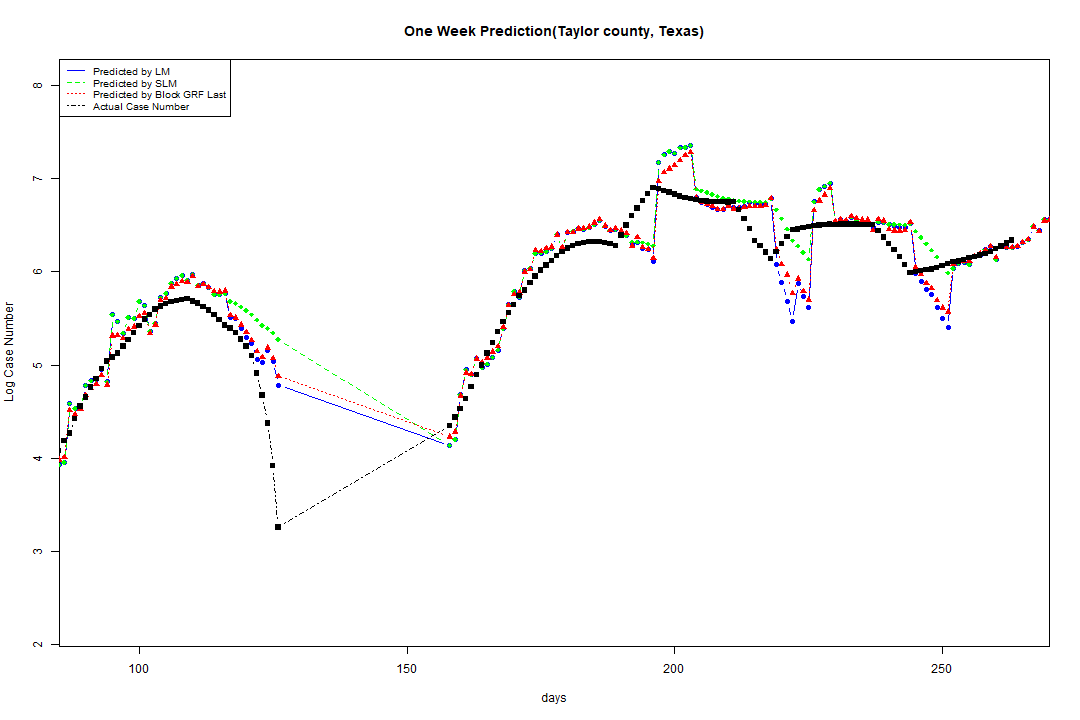 One Week Prediction(Taylor county, Texas)
Predicted by LM
Predicted by SLM
Predicted by Block GRF Last
Actual Case Number
8
7
6
5
4
3
2
Log Case Number
100 150 200 250
days